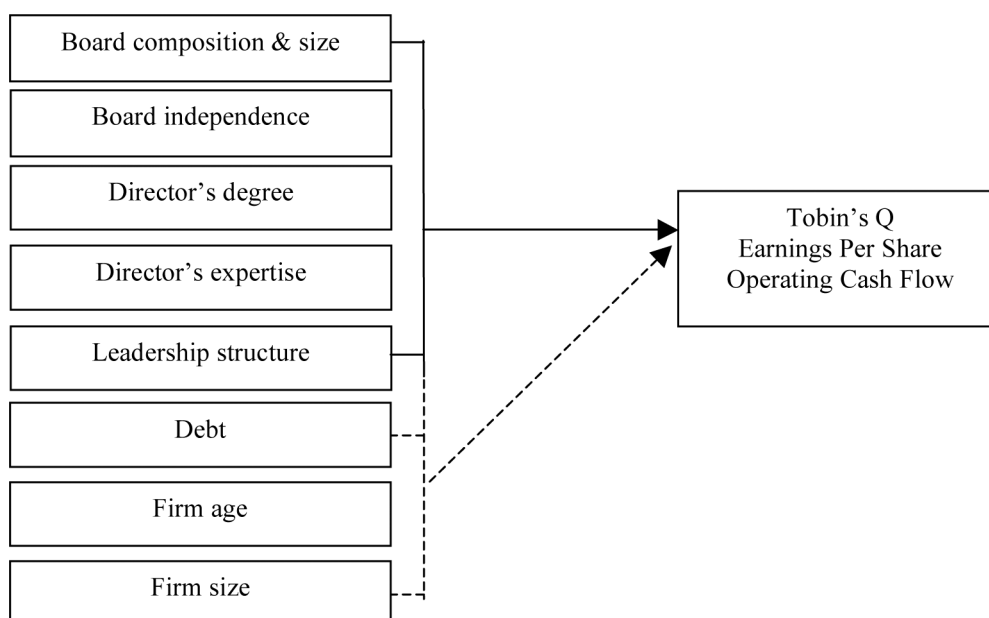 Board composition & size
Board independence
Director’s degree
Director’s expertise
Leadership structure
Debt
Firm age
Firm size
Tobin’s Q
Earnings Per Share
Operating Cash Flow